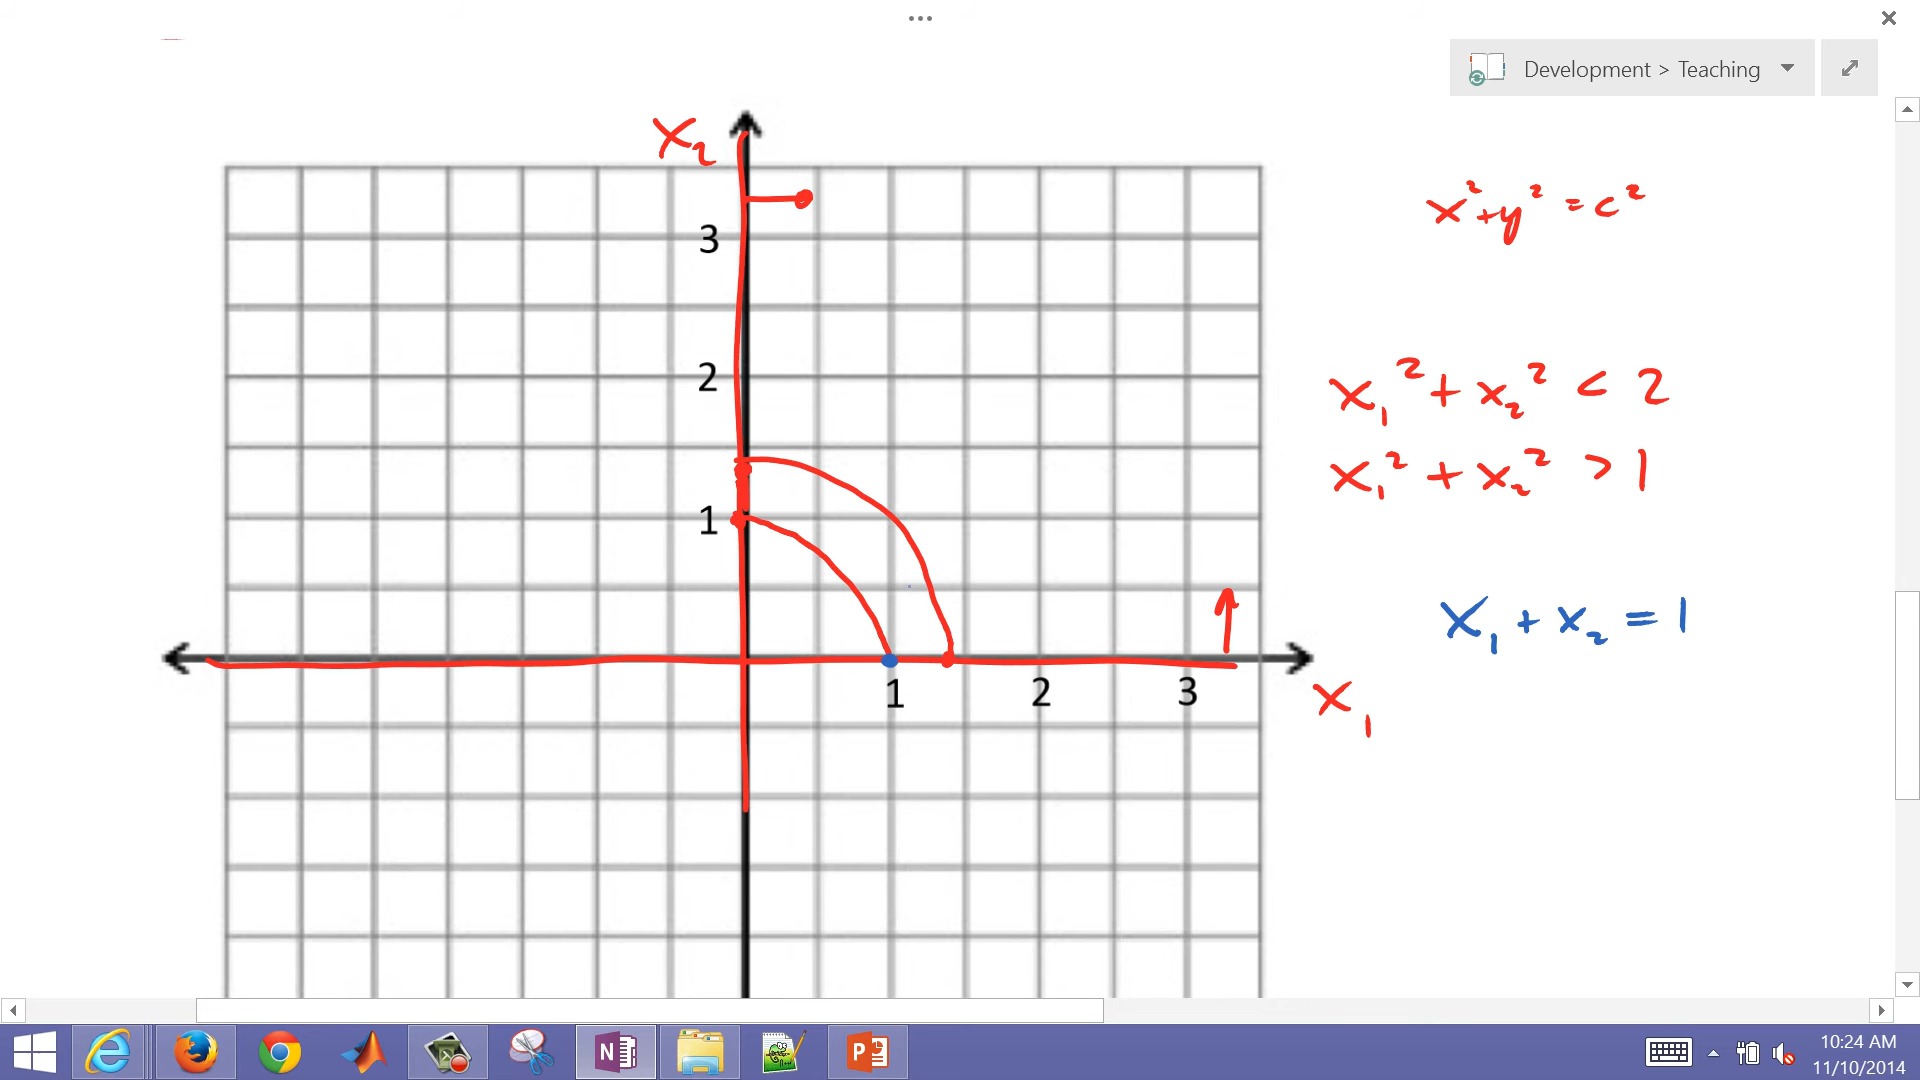 Development > Teaching
x₂
x² + y² = c²
3
2
x₁² + x₂² < 2
x₁² + x₂² > 1
1
x₁ + x₂ = 1
1 2 3
x₁
N
P
10:24 AM
11/10/2014